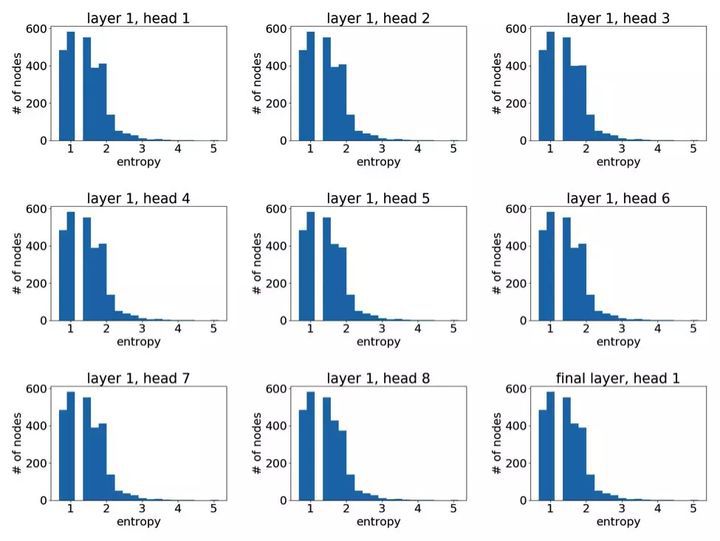 layer 1, head 1
600
400
200
0
# of nodes
1 2 3 4 5
entropy
layer 1, head 2
600
400
200
0
# of nodes
1 2 3 4 5
entropy
layer 1, head 3
600
400
200
0
# of nodes
1 2 3 4 5
entropy
layer 1, head 4
600
400
200
0
# of nodes
1 2 3 4 5
entropy
layer 1, head 5
600
400
200
0
# of nodes
1 2 3 4 5
entropy
layer 1, head 6
600
400
200
0
# of nodes
1 2 3 4 5
entropy
layer 1, head 7
600
400
200
0
# of nodes
1 2 3 4 5
entropy
layer 1, head 8
600
400
200
0
# of nodes
1 2 3 4 5
entropy
final layer, head 1
600
400
200
0
# of nodes
1 2 3 4 5
entropy